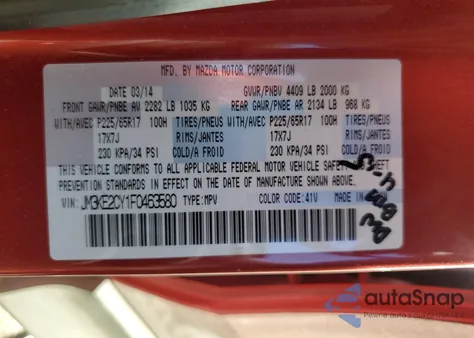 MFD. BY MAZDA MOTOR CORPORATION
DATE 03/14 GVWR/PNBV 4409 LB 2000 KG
FRONT GAWR/PNBE AV 2282 LB 1035 KG REAR GAWR/PNBE AR 2134 LB 968 KG
WITH/AVEC P225/65R17 100H TIRES/PNEUS WITH/AVEC P225/65R17 100H TIRES/PNEUS
17X7J RIMS/JANTES 17X7J RIMS/JANTES
230 KPA/34 PSI COLD/A FROID 230 KPA/34 PSI COLD/A FROID
THIS VEHICLE CONFORMS TO ALL APPLICABLE FEDERAL MOTOR VEHICLE SAFETY
PREVENTION STANDARDS IN EFFECT ON THE DATE OF MANUFACTURE SHOWN
VIN: JM3KE2CY1F0463580 TYPE: MPV COLOR CODE: 41V MADE IN
autoSnap
Pewne auta z USA